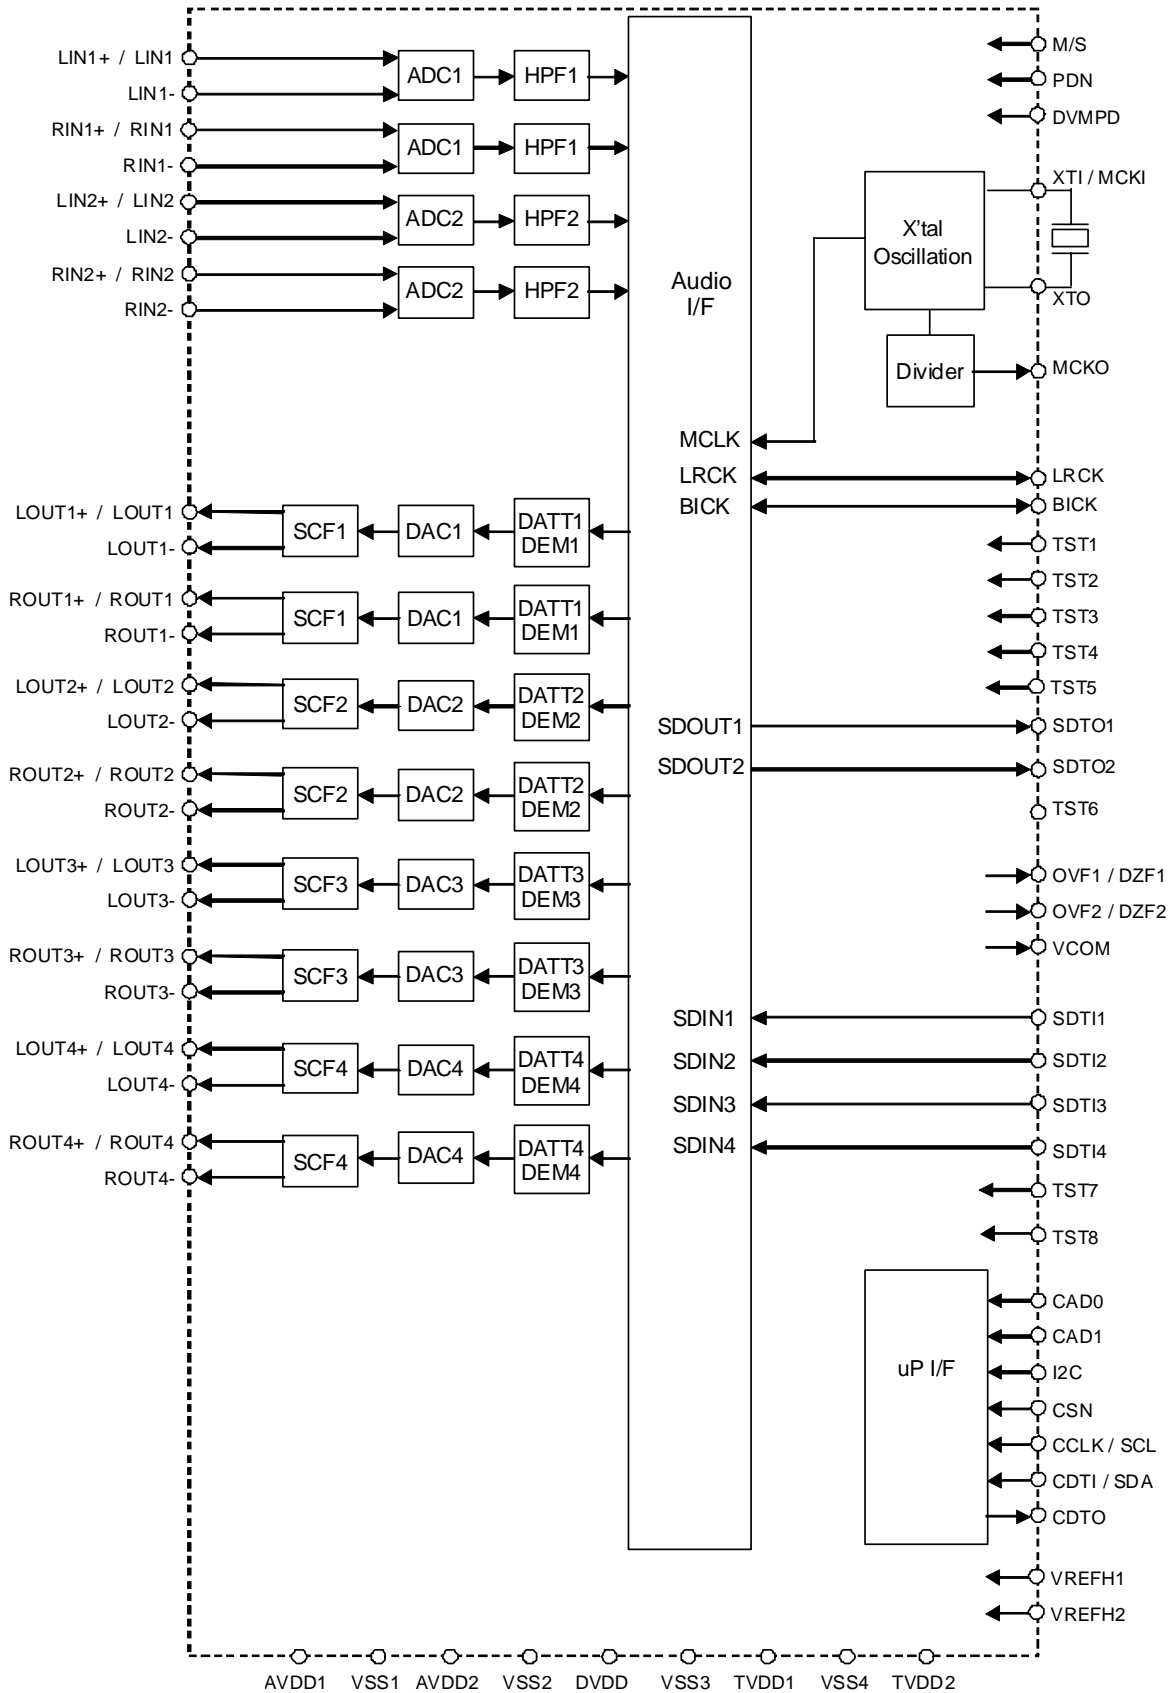 LIN1+ / LIN1
LIN1-
RIN1+ / RIN1
RIN1-
LIN2+ / LIN2
LIN2-
RIN2+ / RIN2
RIN2-
ADC1
HPF1
ADC1
HPF1
ADC2
HPF2
ADC2
HPF2
Audio
I/F
M/S
PDN
DVMPD
XTI / MCKI
X'tal
Oscillation
XTO
Divider
MCKO
MCLK
LRCK
LRCK
BICK
BICK
TST1
TST2
TST3
TST4
TST5
SDOUT1
SDTO1
SDOUT2
SDTO2
TST6
OVF1 / DZF1
OVF2 / DZF2
VCOM
SDIN1
SDTI1
SDIN2
SDTI2
SDIN3
SDTI3
SDIN4
SDTI4
TST7
TST8
LOUT1+ / LOUT1
LOUT1-
SCF1
DAC1
DATT1
DEM1
ROUT1+ / ROUT1
ROUT1-
SCF1
DAC1
DATT1
DEM1
LOUT2+ / LOUT2
LOUT2-
SCF2
DAC2
DATT2
DEM2
ROUT2+ / ROUT2
ROUT2-
SCF2
DAC2
DATT2
DEM2
LOUT3+ / LOUT3
LOUT3-
SCF3
DAC3
DATT3
DEM3
ROUT3+ / ROUT3
ROUT3-
SCF3
DAC3
DATT3
DEM3
LOUT4+ / LOUT4
LOUT4-
SCF4
DAC4
DATT4
DEM4
ROUT4+ / ROUT4
ROUT4-
SCF4
DAC4
DATT4
DEM4
uP I/F
CAD0
CAD1
I2C
CSN
CCLK / SCL
CDTI / SDA
CDTO
VREFH1
VREFH2
AVDD1
VSS1
AVDD2
VSS2
DVDD
VSS3
TVDD1
VSS4
TVDD2